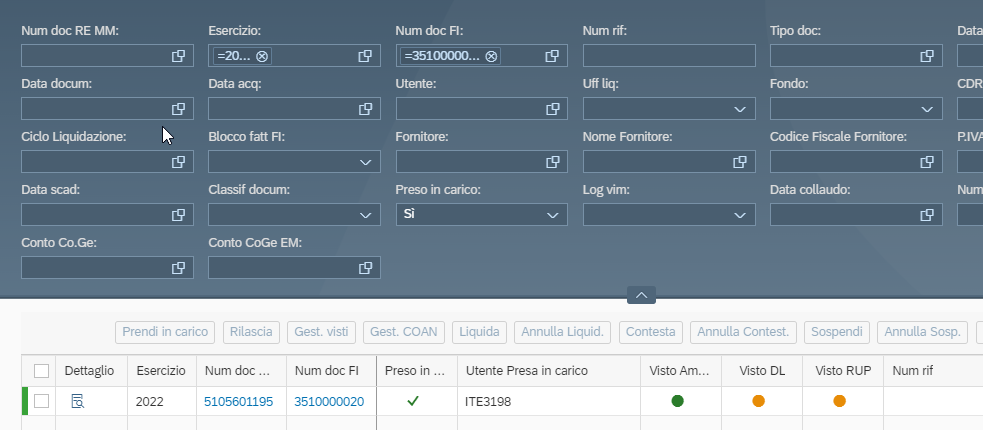 Num doc RE MM: Esercizio: Num doc FI: Num rif: Tipo doc: Data
=20... =35100000...
Data docum: Data acq: Utente: Uff liq: Fondo: CDR
Ciclo Liquidazione: Blocco fatt FI: Fornitore: Nome Fornitore: Codice Fiscale Fornitore: P.IVA
Data scad: Classif docum: Preso in carico: Log vim: Data collaudo: Num
Sì
Conto Co.Ge: Conto CoGe EM:
Prendi in carico Rilascia Gest. visti Gest. COAN Liquida Annulla Liquid. Contesta Annulla Contest. Sospendi Annulla Sosp.
Dettaglio Esercizio Num doc ... Num doc FI Preso in ... Utente Presa in carico Visto Am... Visto DL Visto RUP Num rif
2022 5105601195 3510000020 ITE3198